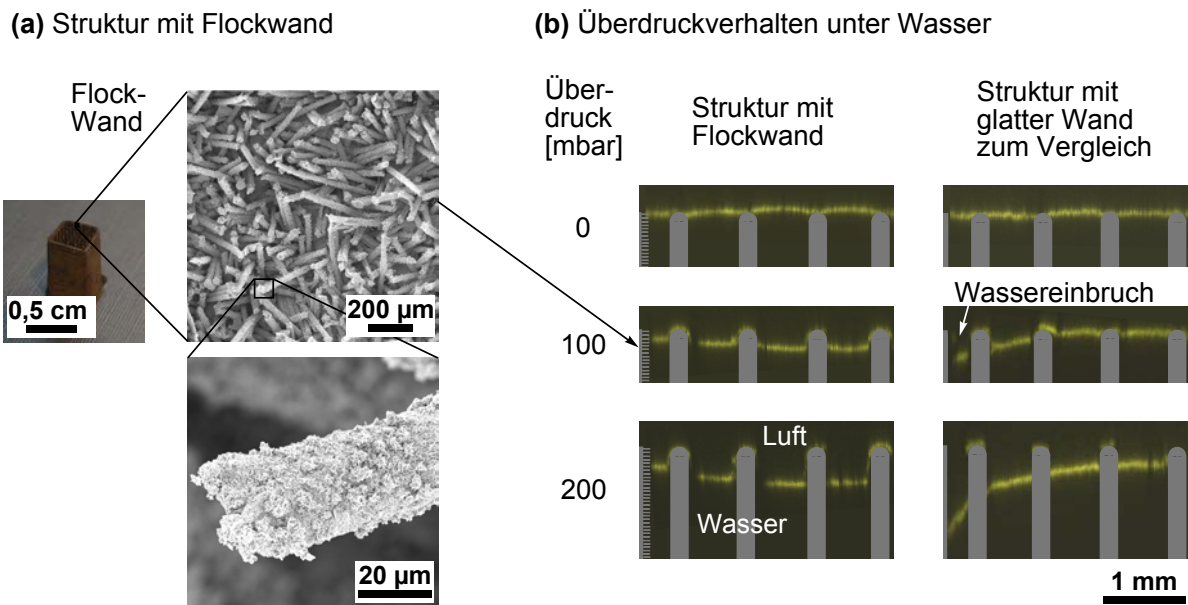 (a) Struktur mit Flockwand
Flock-
Wand
0,5 cm
200 µm
20 µm
(b) Überdruckverhalten unter Wasser
Über-
druck
[mbar]
Struktur mit
Flockwand
Struktur mit
glatter Wand
zum Vergleich
0
Wassereinbruch
100
Luft
200
Wasser
1 mm